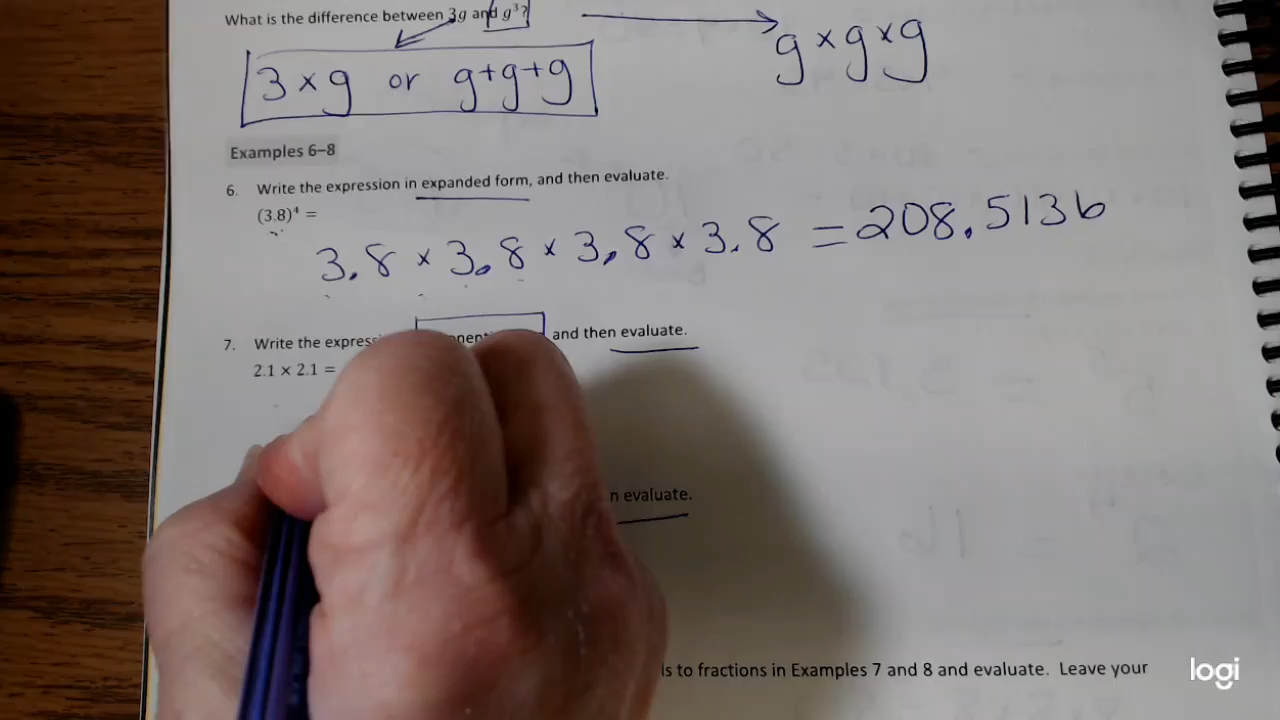 What is the difference between 3g and g³?
3 × g or g+g+g
g × g × g
Examples 6–8
6. Write the expression in expanded form, and then evaluate.
(3.8)⁴ =
3.8 × 3.8 × 3.8 × 3.8 = 208.5136
7. Write the and then evaluate.
2.1 × 2.1 =
evaluate.
to fractions in Examples 7 and 8 and evaluate. Leave your
logi